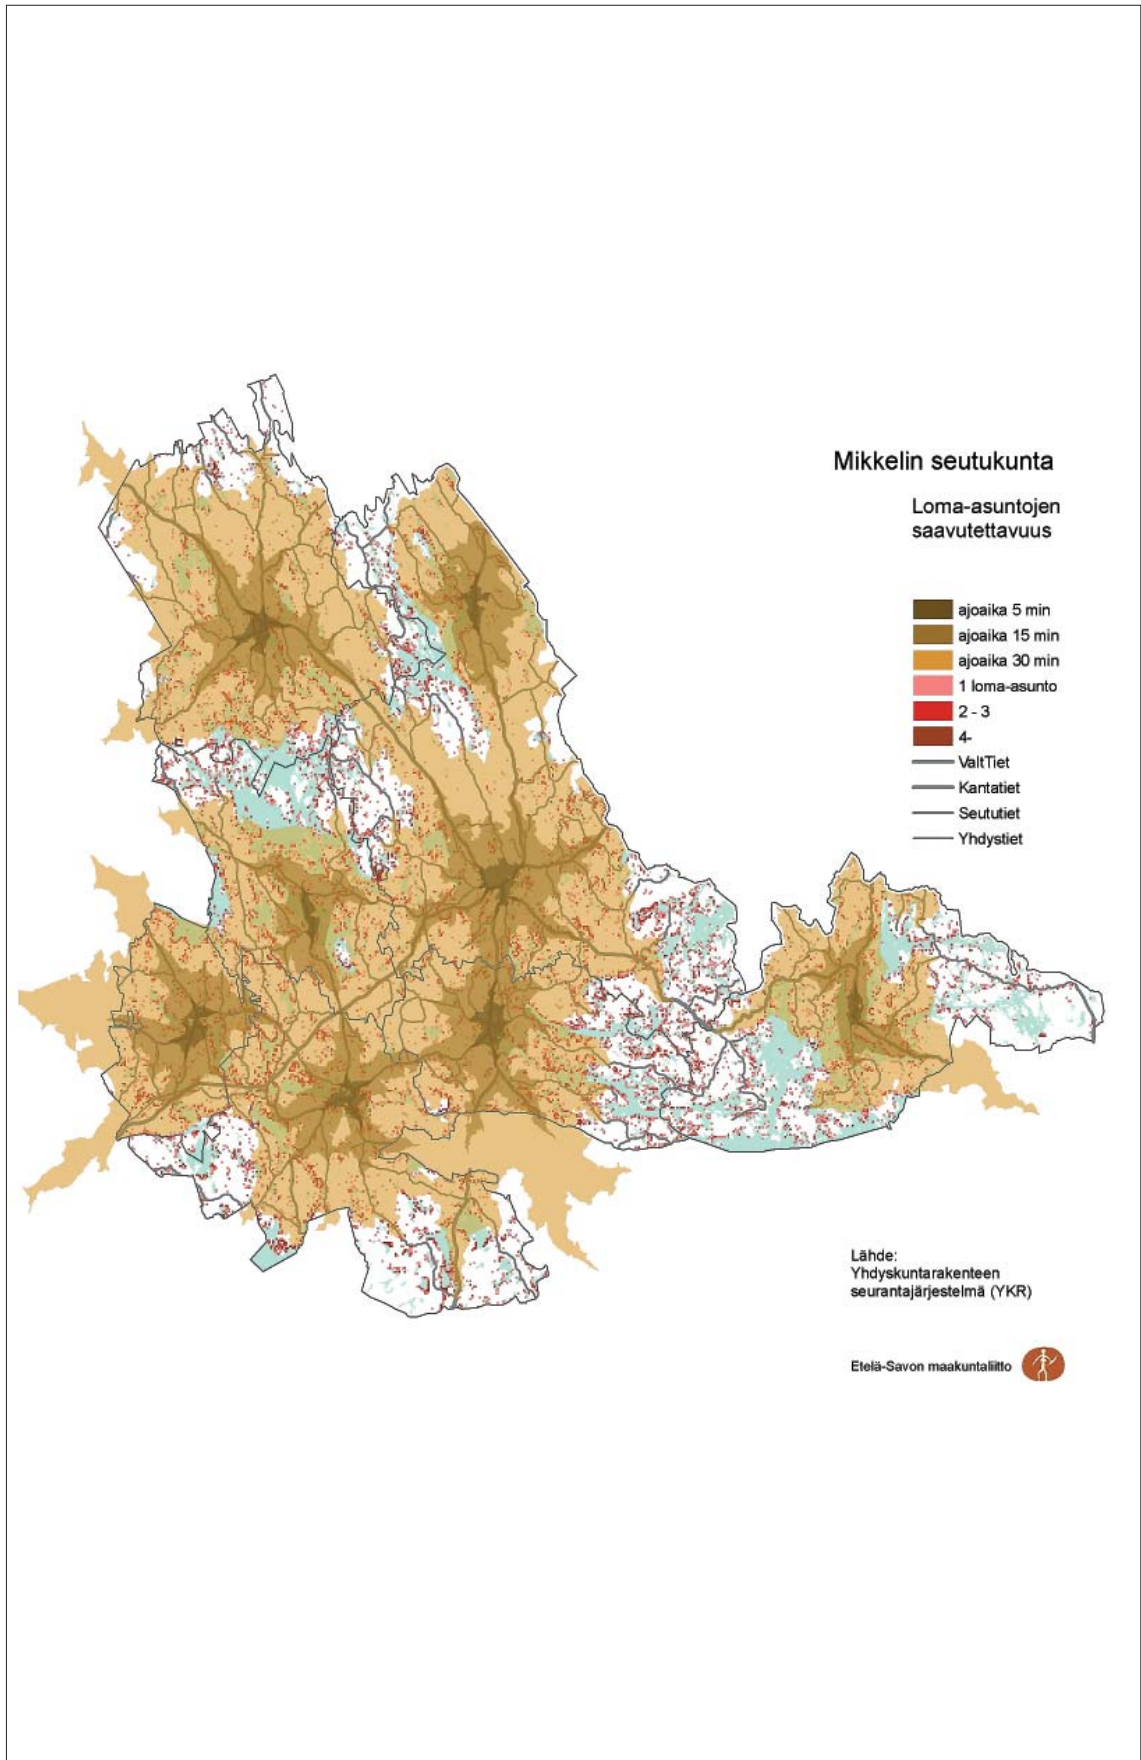 Mikkelin seutukunta
Loma-asuntojen
saavutettavuus
ajoaika 5 min
ajoaika 15 min
ajoaika 30 min
1 loma-asunto
2 - 3
4-
ValtTiet
Kantatiet
Seututiet
Yhdystiet
Lähde:
Yhdyskuntarakenteen
seurantajärjestelmä (YKR)
Etelä-Savon maakuntaliitto